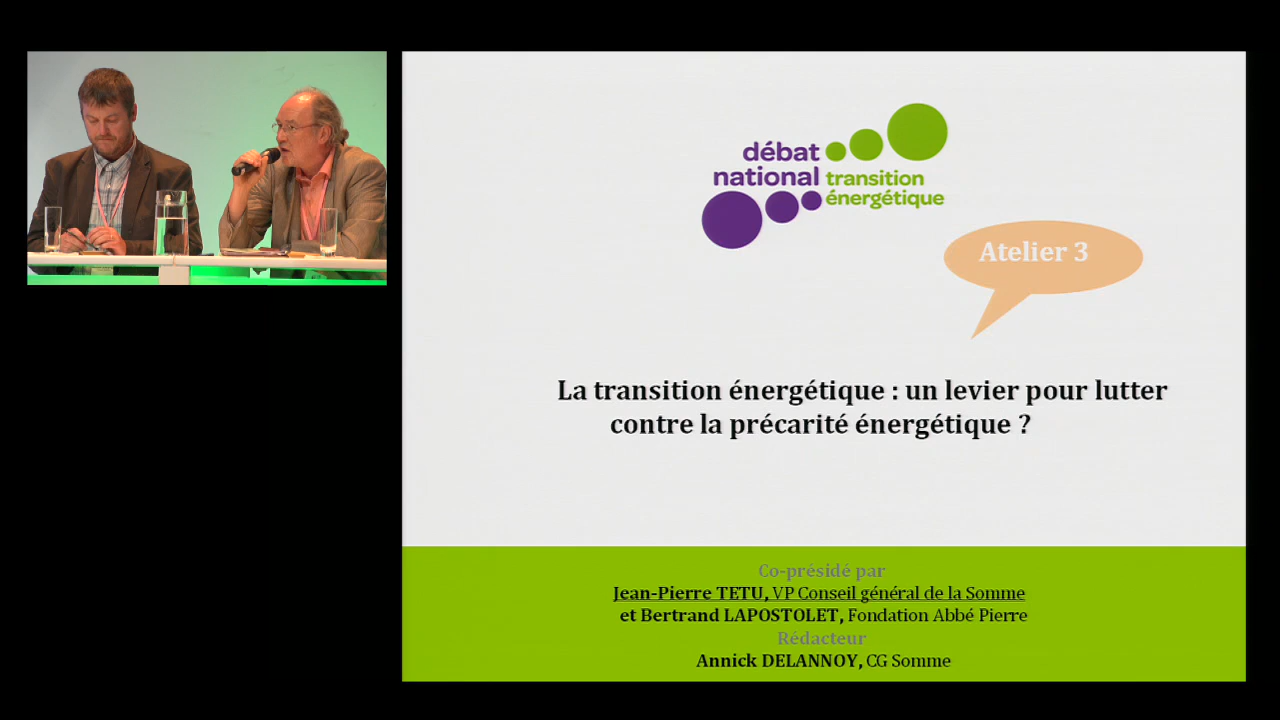 débat
national
transition
énergétique
Atelier 3
La transition énergétique : un levier pour lutter
contre la précarité énergétique ?
Co-présidé par
Jean-Pierre TETU, VP Conseil général de la Somme
et Bertrand LAPOSTOLET, Fondation Abbé Pierre
Rédacteur
Annick DELANNOY, CG Somme